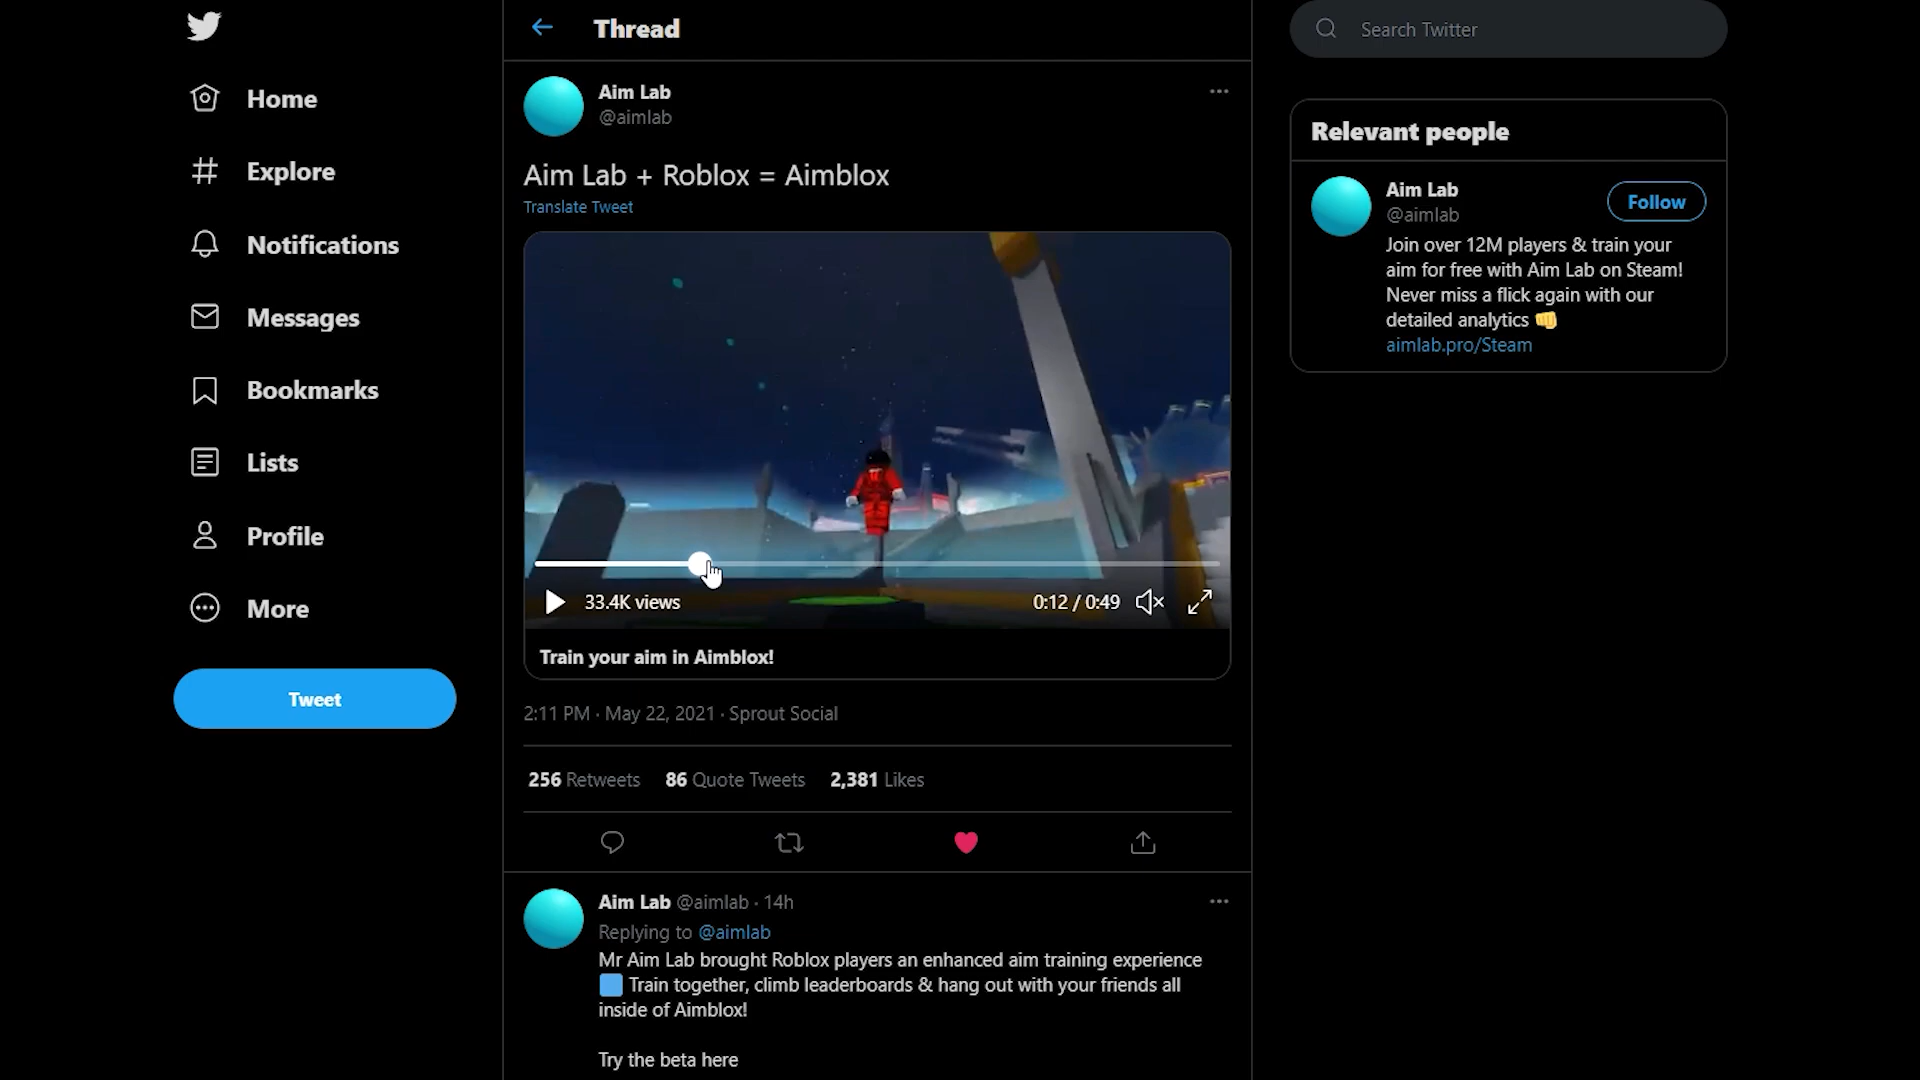 Home
Explore
Notifications
Messages
Bookmarks
Lists
Profile
More
Tweet
Thread
Aim Lab
@aimlab
Aim Lab + Roblox = Aimblox
Translate Tweet
33.4K views
0:12 / 0:49
Train your aim in Aimblox!
2:11 PM · May 22, 2021 · Sprout Social
256 Retweets 86 Quote Tweets 2,381 Likes
Aim Lab @aimlab · 14h
Replying to @aimlab
Mr Aim Lab brought Roblox players an enhanced aim training experience
Train together, climb leaderboards & hang out with your friends all
inside of Aimblox!
Try the beta here
Search Twitter
Relevant people
Aim Lab
@aimlab
Follow
Join over 12M players & train your
aim for free with Aim Lab on Steam!
Never miss a flick again with our
detailed analytics 👊
aimlab.pro/Steam